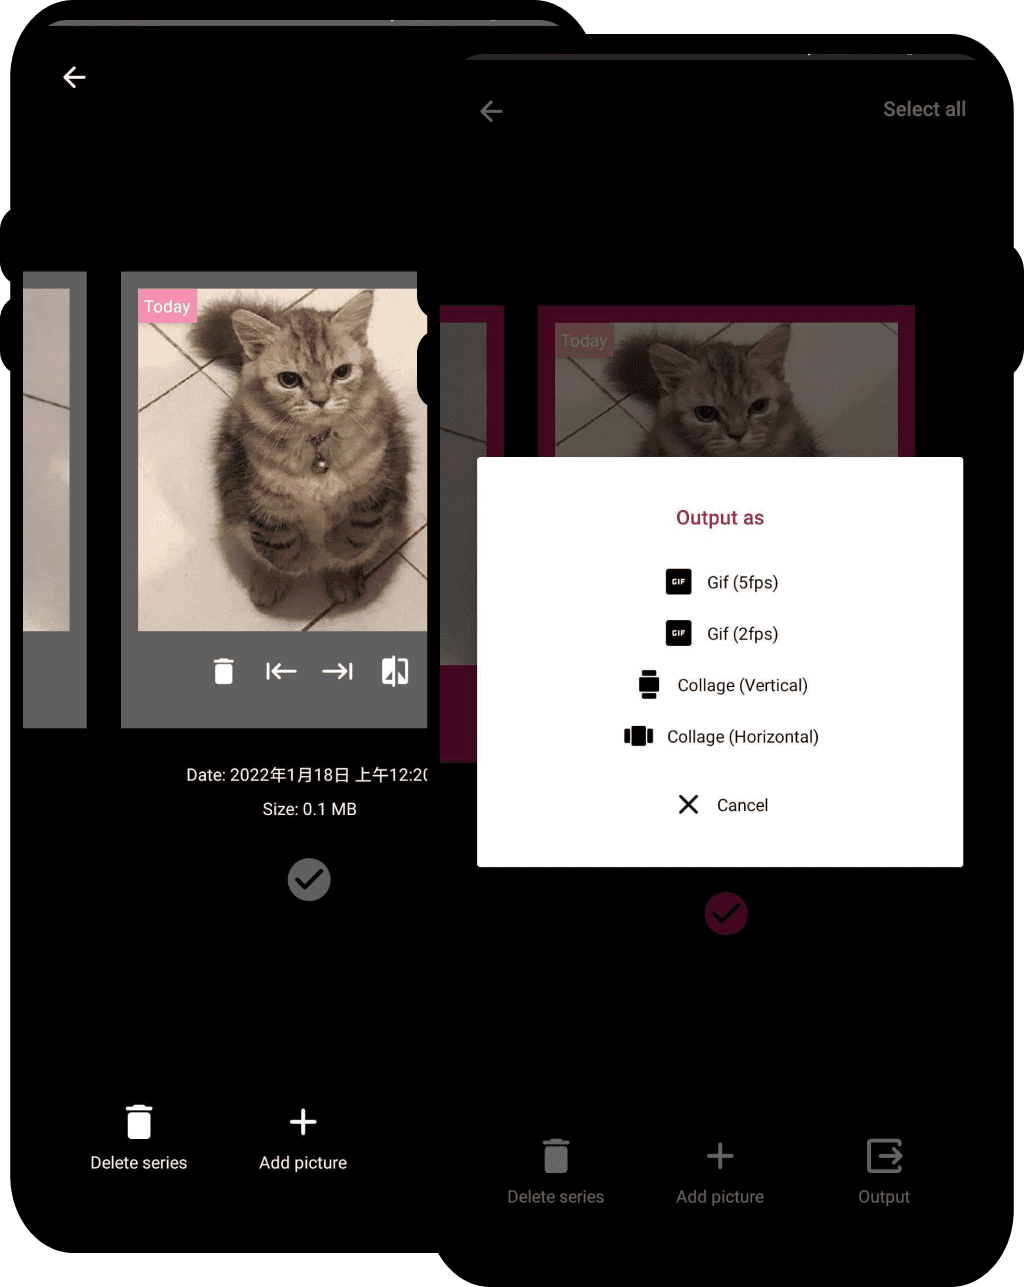 Today
Date: 2022年1月18日 上午12:20
Size: 0.1 MB
Delete series
Add picture
Select all
Today
Output as
GIF Gif (5fps)
GIF Gif (2fps)
Collage (Vertical)
Collage (Horizontal)
Cancel
Delete series
Add picture
Output